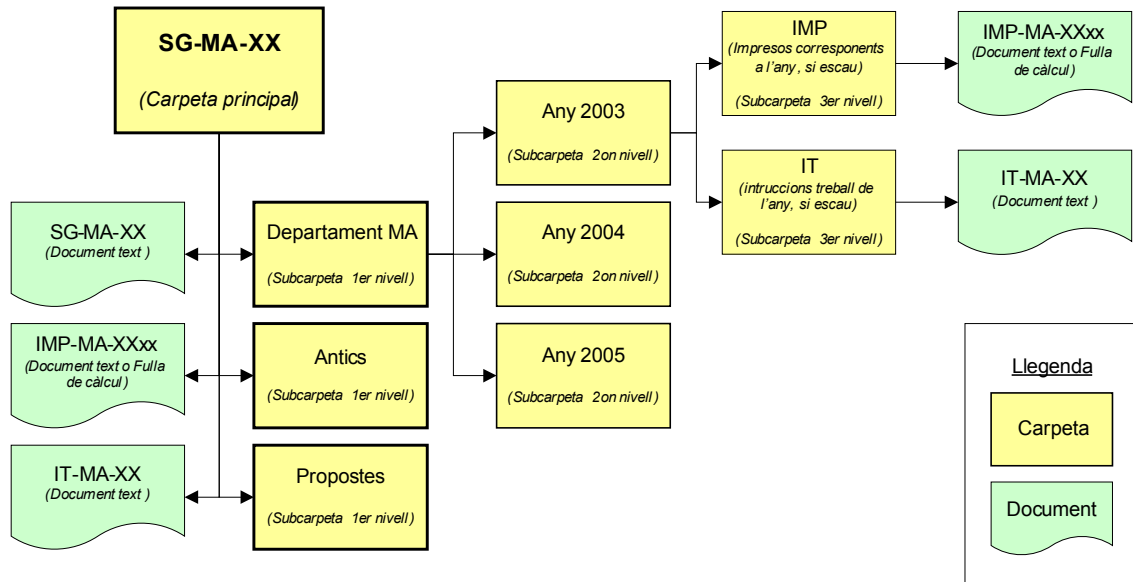 SG-MA-XX
(Carpeta principal)
SG-MA-XX
(Document text )
IMP-MA-XXxx
(Document text o Fulla
de càlcul)
IT-MA-XX
(Document text )
Departament MA
(Subcarpeta 1er nivell)
Antics
(Subcarpeta 1er nivell)
Propostes
(Subcarpeta 1er nivell)
Any 2003
(Subcarpeta 2on nivell)
Any 2004
(Subcarpeta 2on nivell)
Any 2005
(Subcarpeta 2on nivell)
IMP
(Impresos corresponents
a l'any, si escau)
(Subcarpeta 3er nivell)
IT
(intruccions treball de
l'any, si escau)
(Subcarpeta 3er nivell)
IMP-MA-XXxx
(Document text o Fulla
de càlcul)
IT-MA-XX
(Document text )
Llegenda
Carpeta
Document